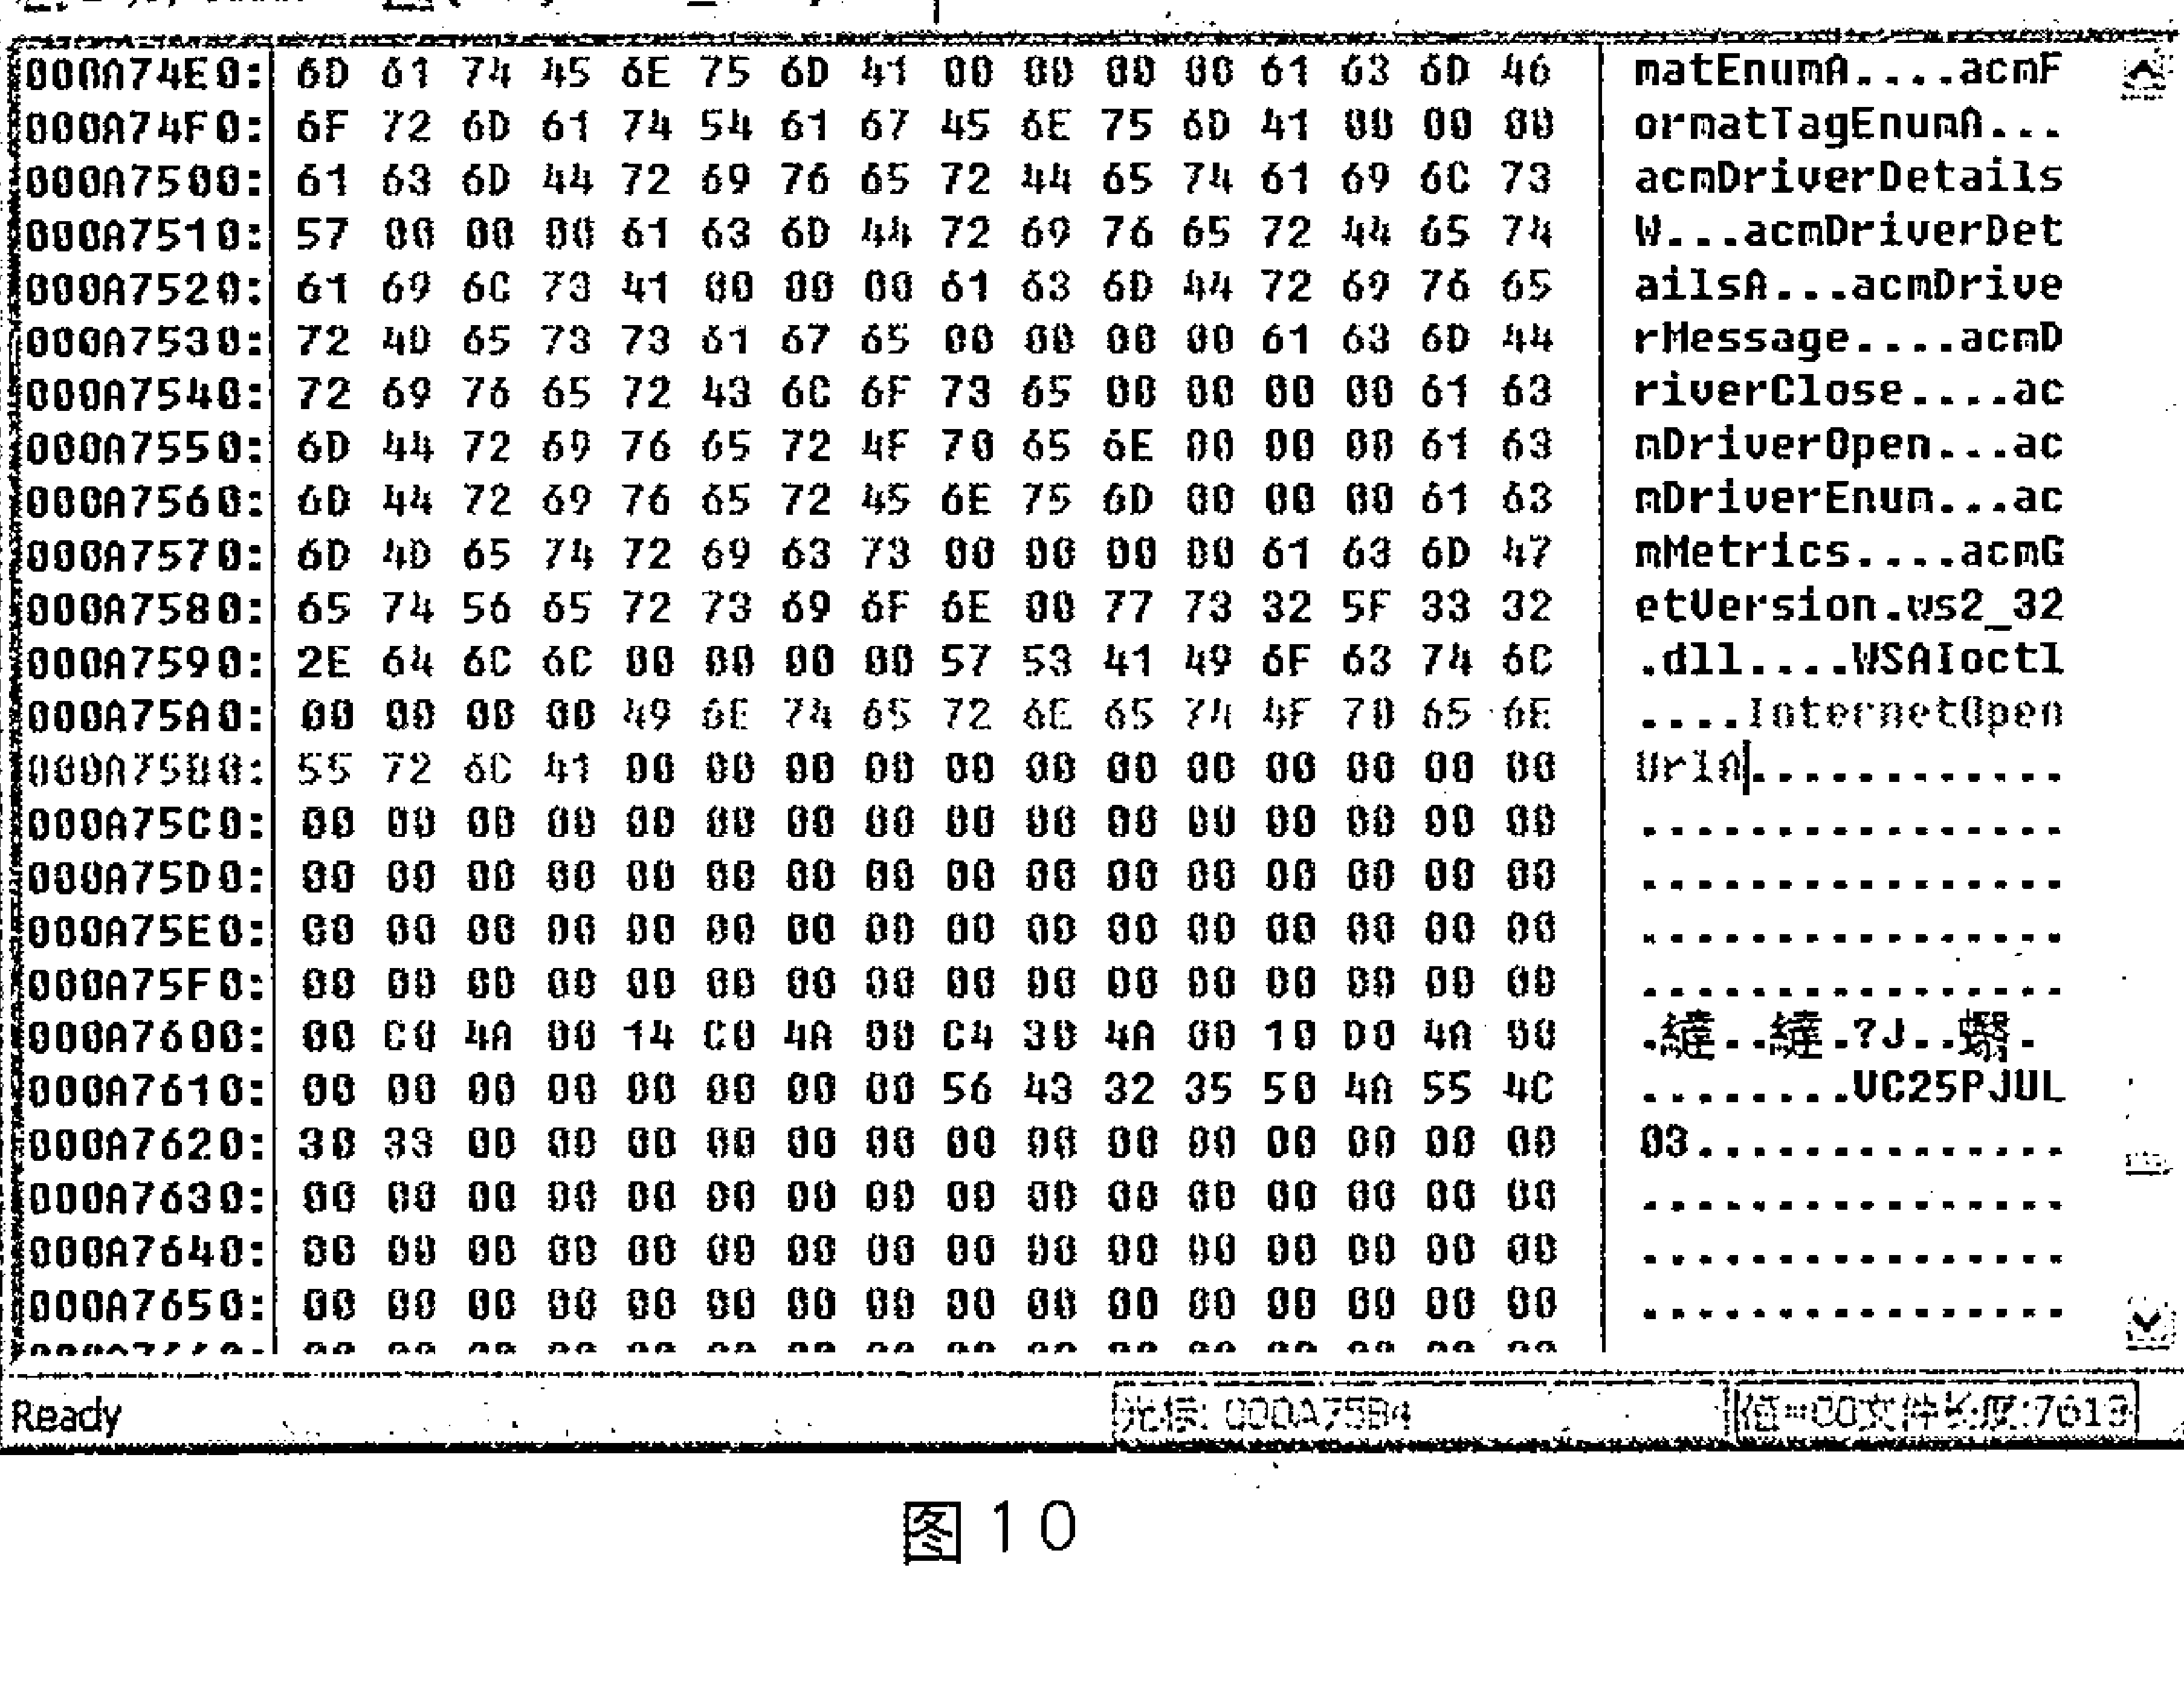 000A74E0: 6D 61 74 45 6E 75 6D 41 00 00 00 00 61 63 6D 46 matEnumA....acmF
000A74F0: 6F 72 6D 61 74 54 61 67 45 6E 75 6D 41 00 00 00 ormatTagEnumA...
000A7500: 61 63 6D 44 72 69 76 65 72 44 65 74 61 69 6C 73 acmDriverDetails
000A7510: 57 00 00 00 61 63 6D 44 72 69 76 65 72 44 65 74 W...acmDriverDet
000A7520: 61 69 6C 73 41 00 00 00 61 63 6D 44 72 69 76 65 ailsA...acmDrive
000A7530: 72 4D 65 73 73 61 67 65 00 00 00 00 61 63 6D 44 rMessage....acmD
000A7540: 72 69 76 65 72 43 6C 6F 73 65 00 00 00 00 61 63 riverClose....ac
000A7550: 6D 44 72 69 76 65 72 4F 70 65 6E 00 00 00 61 63 mDriverOpen...ac
000A7560: 6D 44 72 69 76 65 72 45 6E 75 6D 00 00 00 61 63 mDriverEnum...ac
000A7570: 6D 4D 65 74 72 69 63 73 00 00 00 00 61 63 6D 47 mMetrics....acmG
000A7580: 65 74 56 65 72 73 69 6F 6E 00 77 73 32 5F 33 32 etVersion.ws2_32
000A7590: 2E 64 6C 6C 00 00 00 00 57 53 41 49 6F 63 74 6C .dll....WSAIoctl
000A75A0: 00 00 00 00 49 6E 74 65 72 6E 65 74 4F 70 65 6E ....InternetOpen
000A75B0: 55 72 6C 41 00 00 00 00 00 00 00 00 00 00 00 00 UrlA............
000A75C0: 00 00 00 00 00 00 00 00 00 00 00 00 00 00 00 00 ................
000A75D0: 00 00 00 00 00 00 00 00 00 00 00 00 00 00 00 00 ................
000A75E0: 00 00 00 00 00 00 00 00 00 00 00 00 00 00 00 00 ................
000A75F0: 00 00 00 00 00 00 00 00 00 00 00 00 00 00 00 00 ................
000A7600: 00 C0 4A 00 14 C0 4A 00 C4 30 4A 00 10 D0 4A 00 .繨..繨.?J...
000A7610: 00 00 00 00 00 00 00 00 56 43 32 35 50 4A 55 4C ........VC25PJUL
000A7620: 30 33 00 00 00 00 00 00 00 00 00 00 00 00 00 00 03..............
000A7630: 00 00 00 00 00 00 00 00 00 00 00 00 00 00 00 00 ................
000A7640: 00 00 00 00 00 00 00 00 00 00 00 00 00 00 00 00 ................
000A7650: 00 00 00 00 00 00 00 00 00 00 00 00 00 00 00 00 ................
Ready 光标: 000A75B4 值=00文件长度:7613
图10